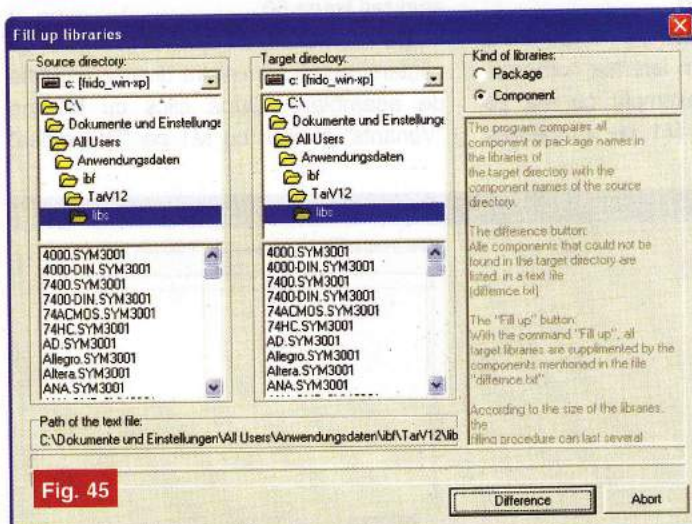 Fill up libraries
Source directory:
c: [frido_win-xp]
C:\
Dokumente und Einstellunge
All Users
Anwendungsdaten
ibf
TarV12
libs
4000.SYM3001
4000-DIN.SYM3001
7400.SYM3001
7400-DIN.SYM3001
74ACMOS.SYM3001
74HC.SYM3001
AD.SYM3001
Allegro.SYM3001
Altera.SYM3001
ANA.SYM3001
Target directory:
c: [frido_win-xp]
C:\
Dokumente und Einstellunge
All Users
Anwendungsdaten
ibf
TarV12
libs
4000.SYM3001
4000-DIN.SYM3001
7400.SYM3001
7400-DIN.SYM3001
74ACMOS.SYM3001
74HC.SYM3001
AD.SYM3001
Allegro.SYM3001
Altera.SYM3001
ANA.SYM3001
Kind of libraries:
Package
Component
The program compares all
component or package names in
the libraries of
the target directory with the
component names of the source
directory.
The difference button:
Alle components that could not be
found in the target directory are
listed. in a text file
The "Fill up" button:
With the command "Fill up", all
target libraries are supplimented by the
components mentioned in the file
According to the size of the libraries,
the
filling procedure can last several
Path of the text file:
C:\Dokumente und Einstellungen\All Users\Anwendungsdaten\ibf\TarV12\lib
Fig. 45
Difference
Abort